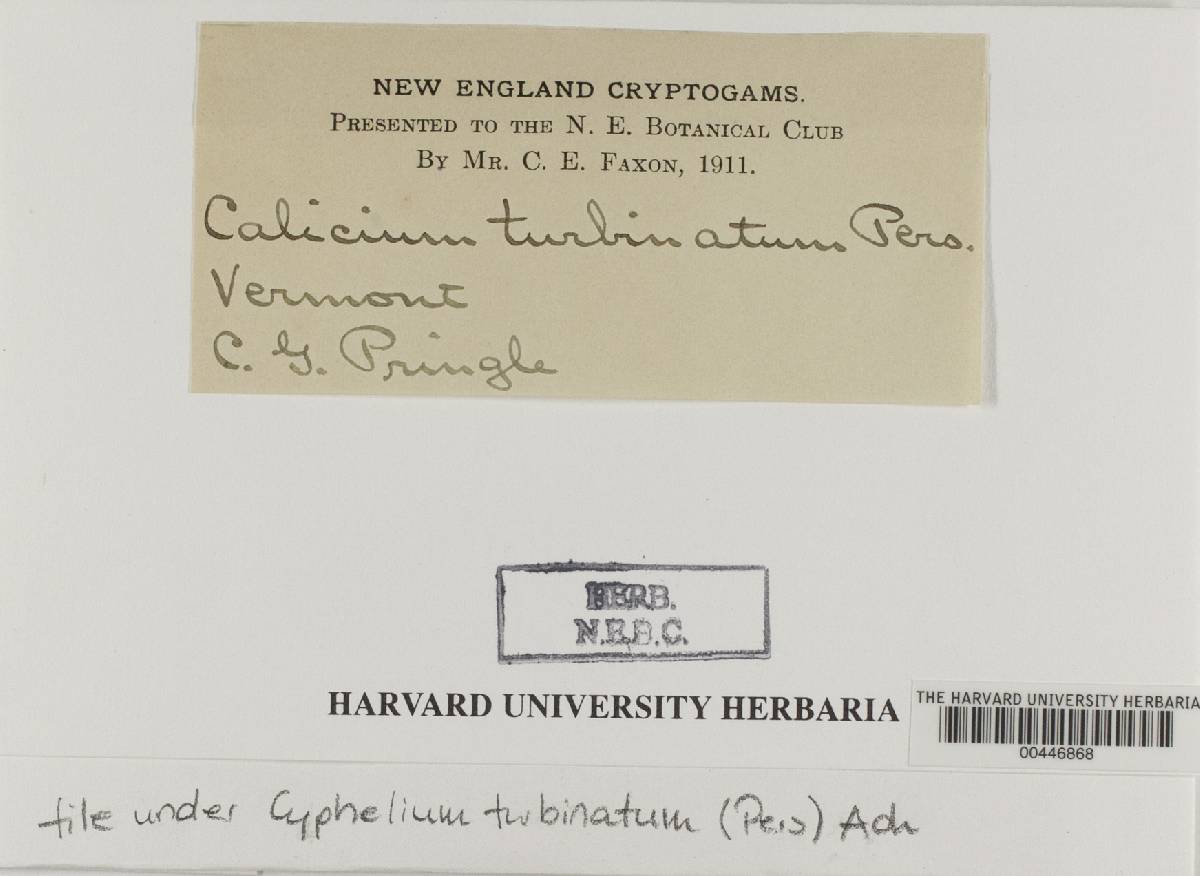 NEW ENGLAND CRYPTOGAMS.
PRESENTED TO THE N. E. BOTANICAL CLUB
BY MR. C. E. FAXON, 1911.
Calicium turbinatum Pers.
Vermont
C. G. Pringle
HERB.
N.E.B.C.
HARVARD UNIVERSITY HERBARIA
THE HARVARD UNIVERSITY HERBARIA
00446868
file under Cyphelium turbinatum (Pers) Ach